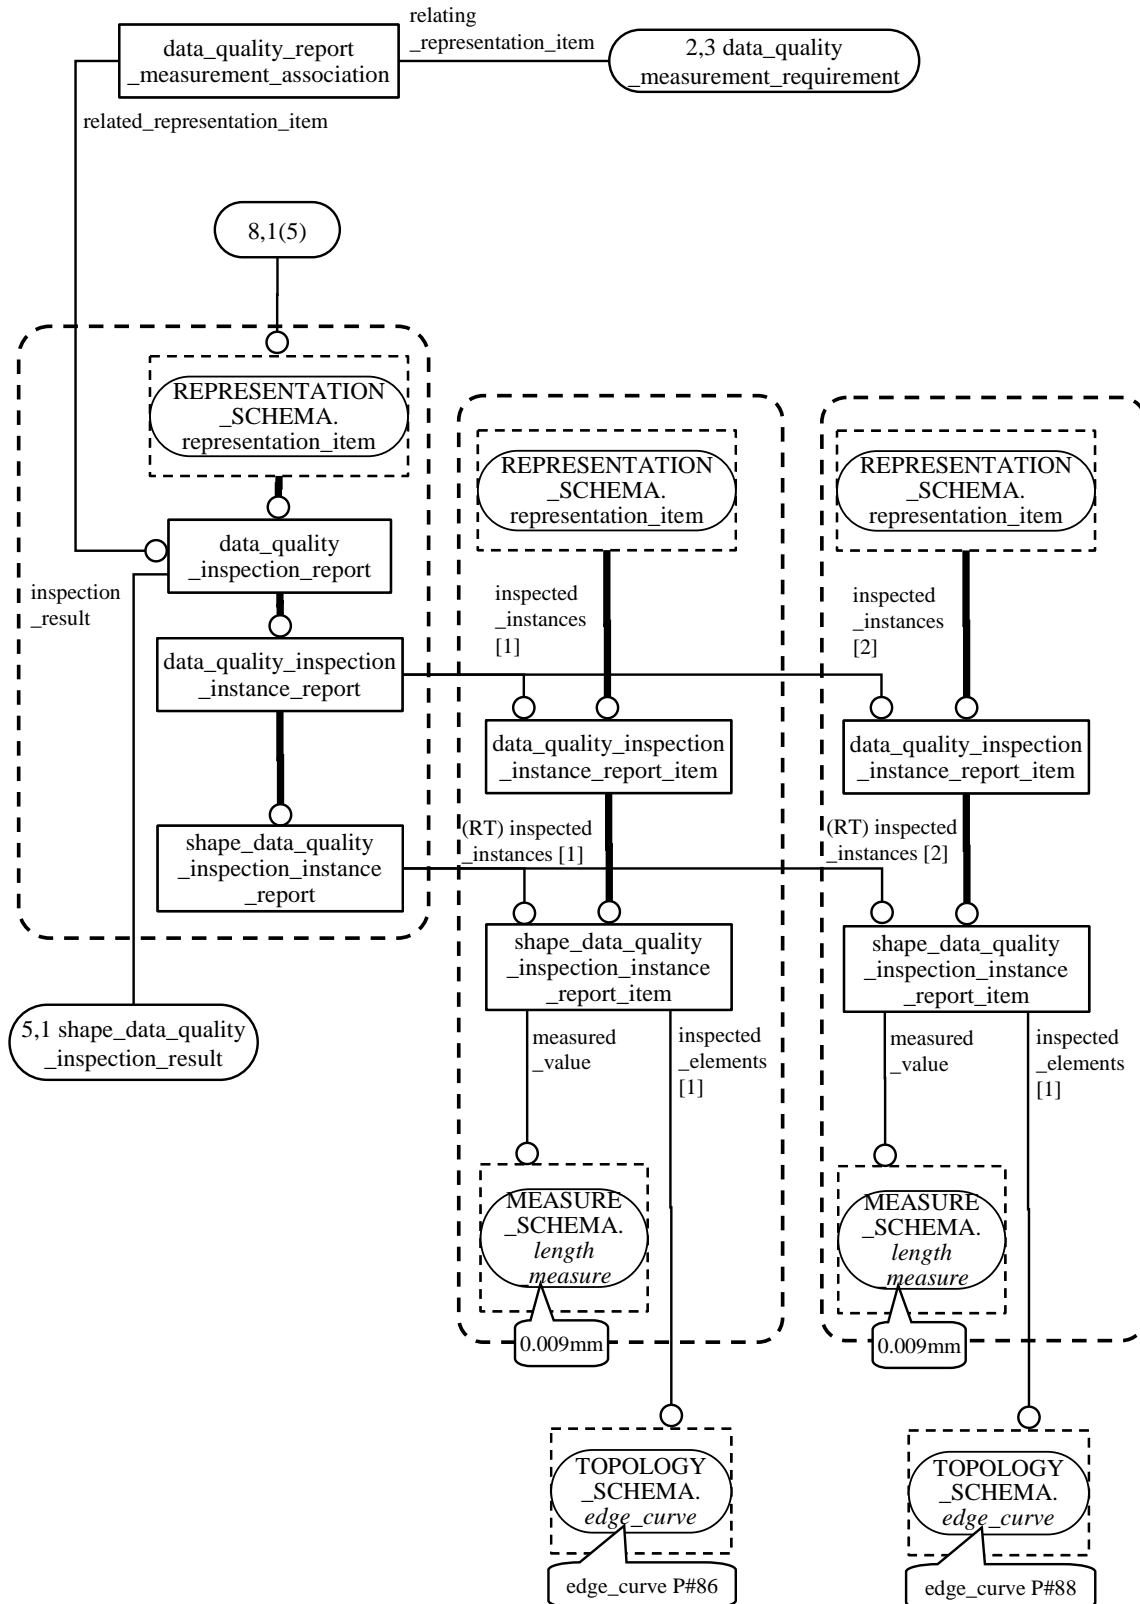 relating
_representation_item
data_quality_report
_measurement_association
2,3 data_quality
_measurement_requirement
related_representation_item
8,1(5)
REPRESENTATION
_SCHEMA.
representation_item
data_quality
_inspection_report
inspection
_result
data_quality_inspection
_instance_report
shape_data_quality
_inspection_instance
_report
5,1 shape_data_quality
_inspection_result
REPRESENTATION
_SCHEMA.
representation_item
inspected
_instances
[1]
data_quality_inspection
_instance_report_item
(RT) inspected
_instances [1]
shape_data_quality
_inspection_instance
_report_item
measured
_value
inspected
_elements
[1]
MEASURE
_SCHEMA.
length
_measure
0.009mm
TOPOLOGY
_SCHEMA.
edge_curve
edge_curve P#86
REPRESENTATION
_SCHEMA.
representation_item
inspected
_instances
[2]
data_quality_inspection
_instance_report_item
(RT) inspected
_instances [2]
shape_data_quality
_inspection_instance
_report_item
measured
_value
inspected
_elements
[1]
MEASURE
_SCHEMA.
length
_measure
0.009mm
TOPOLOGY
_SCHEMA.
edge_curve
edge_curve P#88